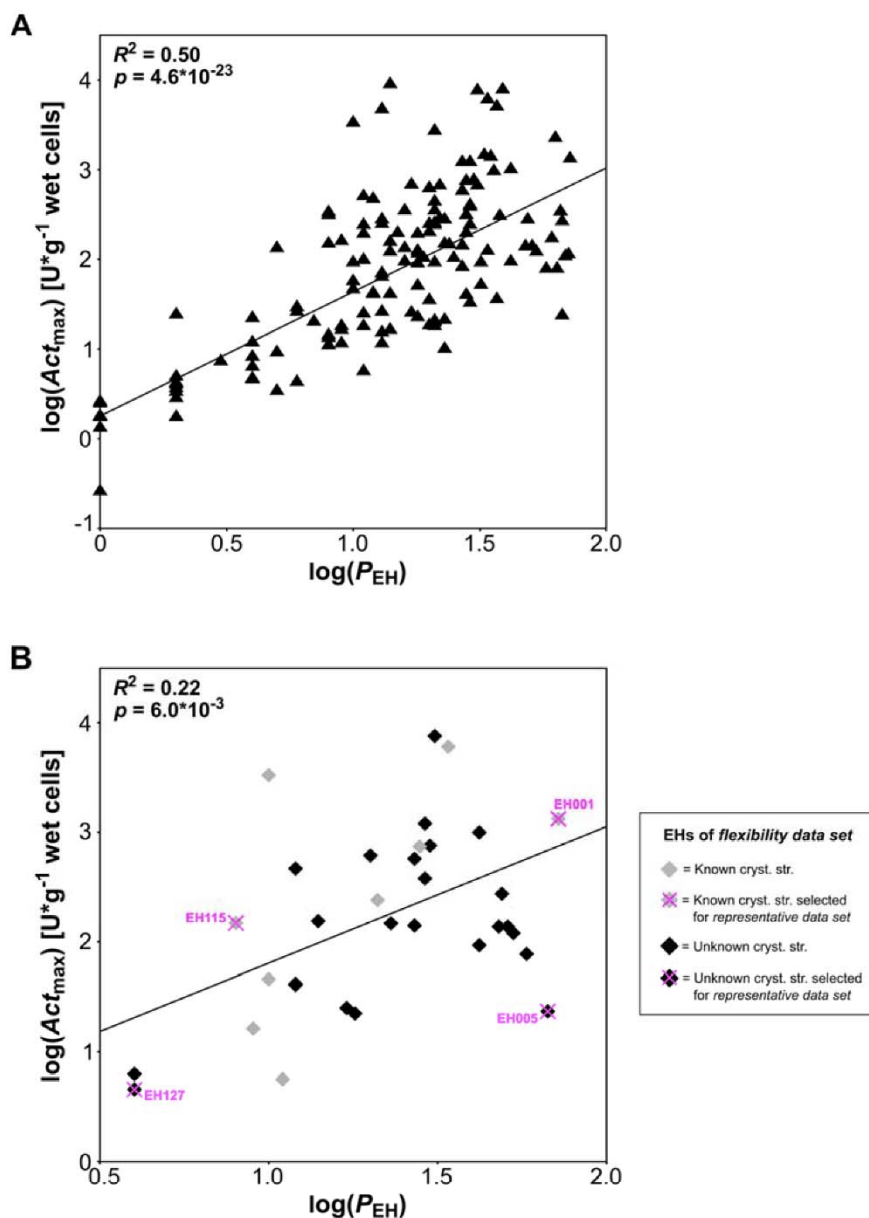 A
R² = 0.50
p = 4.6*10⁻²³
log(Act_max) [U*g⁻¹ wet cells]
4
3
2
1
0
-1
0
0.5
1.0
1.5
2.0
log(P_EH)
B
R² = 0.22
p = 6.0*10⁻³
log(Act_max) [U*g⁻¹ wet cells]
4
3
2
1
0
EH001
EH115
EH005
EH127
0.5
1.0
1.5
2.0
log(P_EH)
EHs of flexibility data set
= Known cryst. str.
= Known cryst. str. selected
for representative data set
= Unknown cryst. str.
= Unknown cryst. str. selected
for representative data set